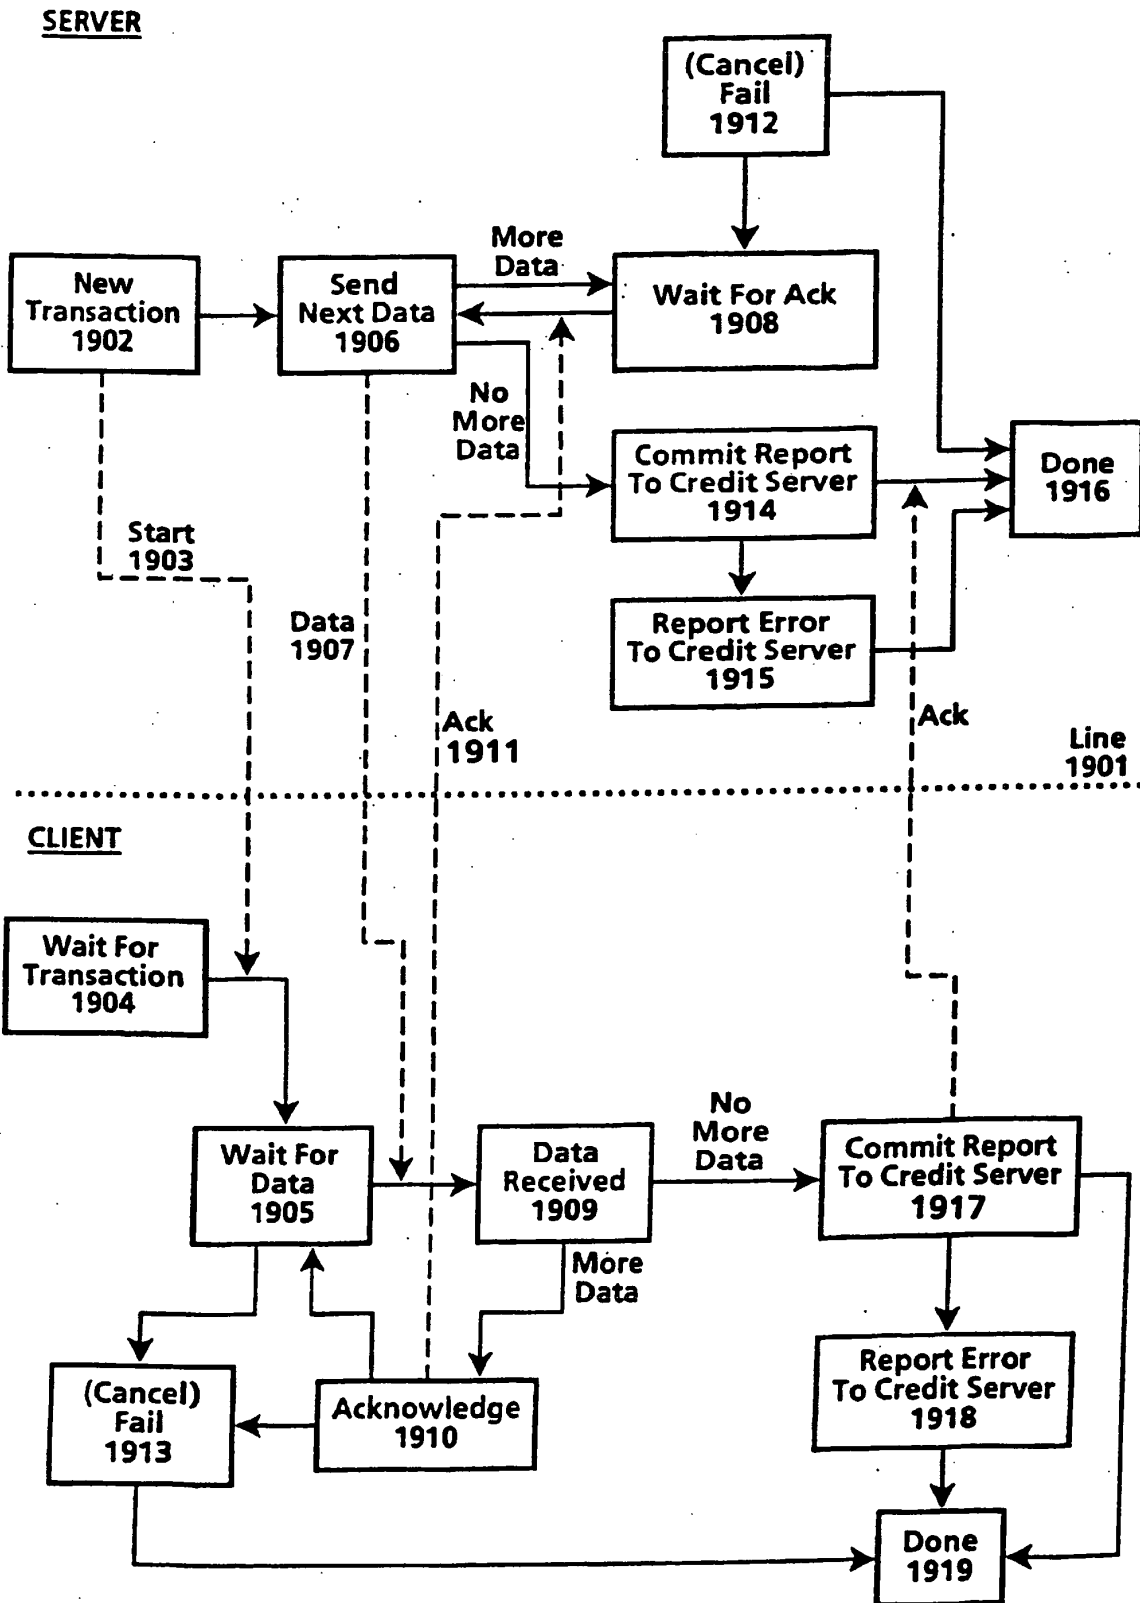 SERVER
(Cancel)
Fail
1912
New
Transaction
1902
Send
Next Data
1906
More
Data
Wait For Ack
1908
No
More
Data
Commit Report
To Credit Server
1914
Done
1916
Start
1903
Data
1907
Report Error
To Credit Server
1915
Ack
1911
Ack
Line
1901
CLIENT
Wait For
Transaction
1904
Wait For
Data
1905
Data
Received
1909
No
More
Data
Commit Report
To Credit Server
1917
More
Data
(Cancel)
Fail
1913
Acknowledge
1910
Report Error
To Credit Server
1918
Done
1919